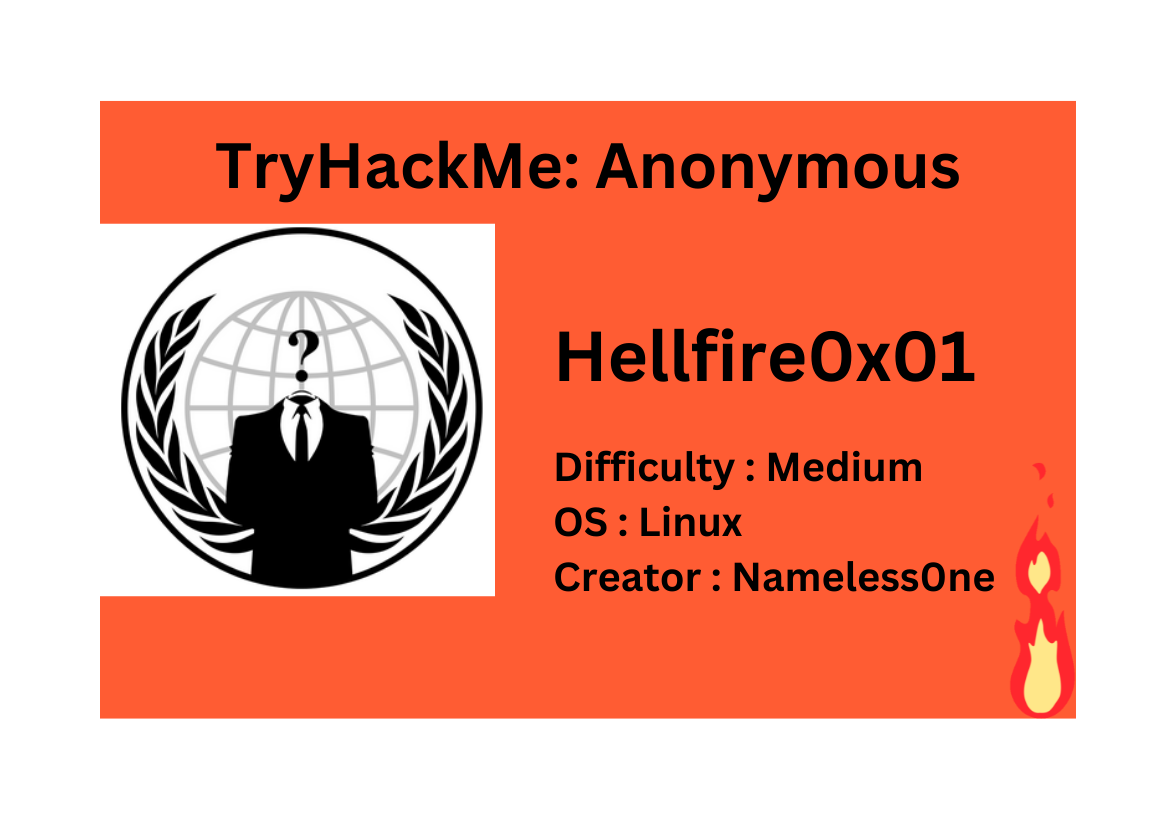 TryHackMe: Anonymous
?
Hellfire0x01
Difficulty : Medium
OS : Linux
Creator : Nameless0ne